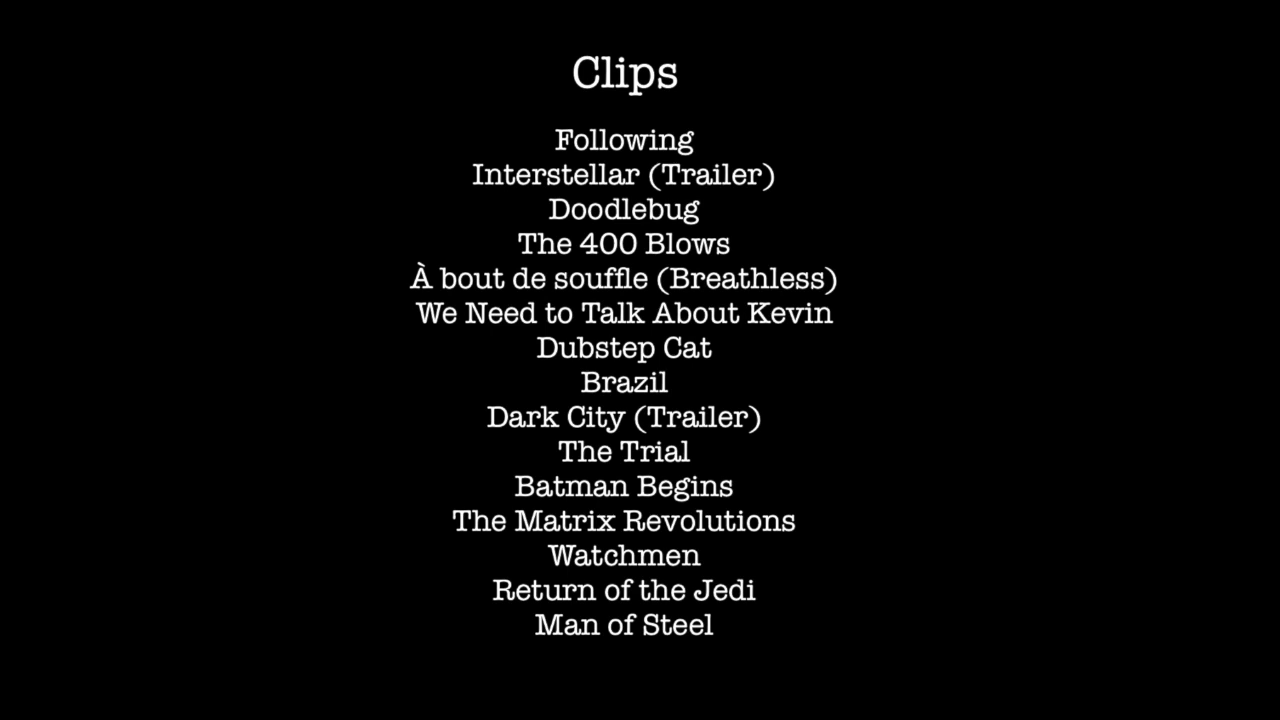 Clips
Following
Interstellar (Trailer)
Doodlebug
The 400 Blows
À bout de souffle (Breathless)
We Need to Talk About Kevin
Dubstep Cat
Brazil
Dark City (Trailer)
The Trial
Batman Begins
The Matrix Revolutions
Watchmen
Return of the Jedi
Man of Steel